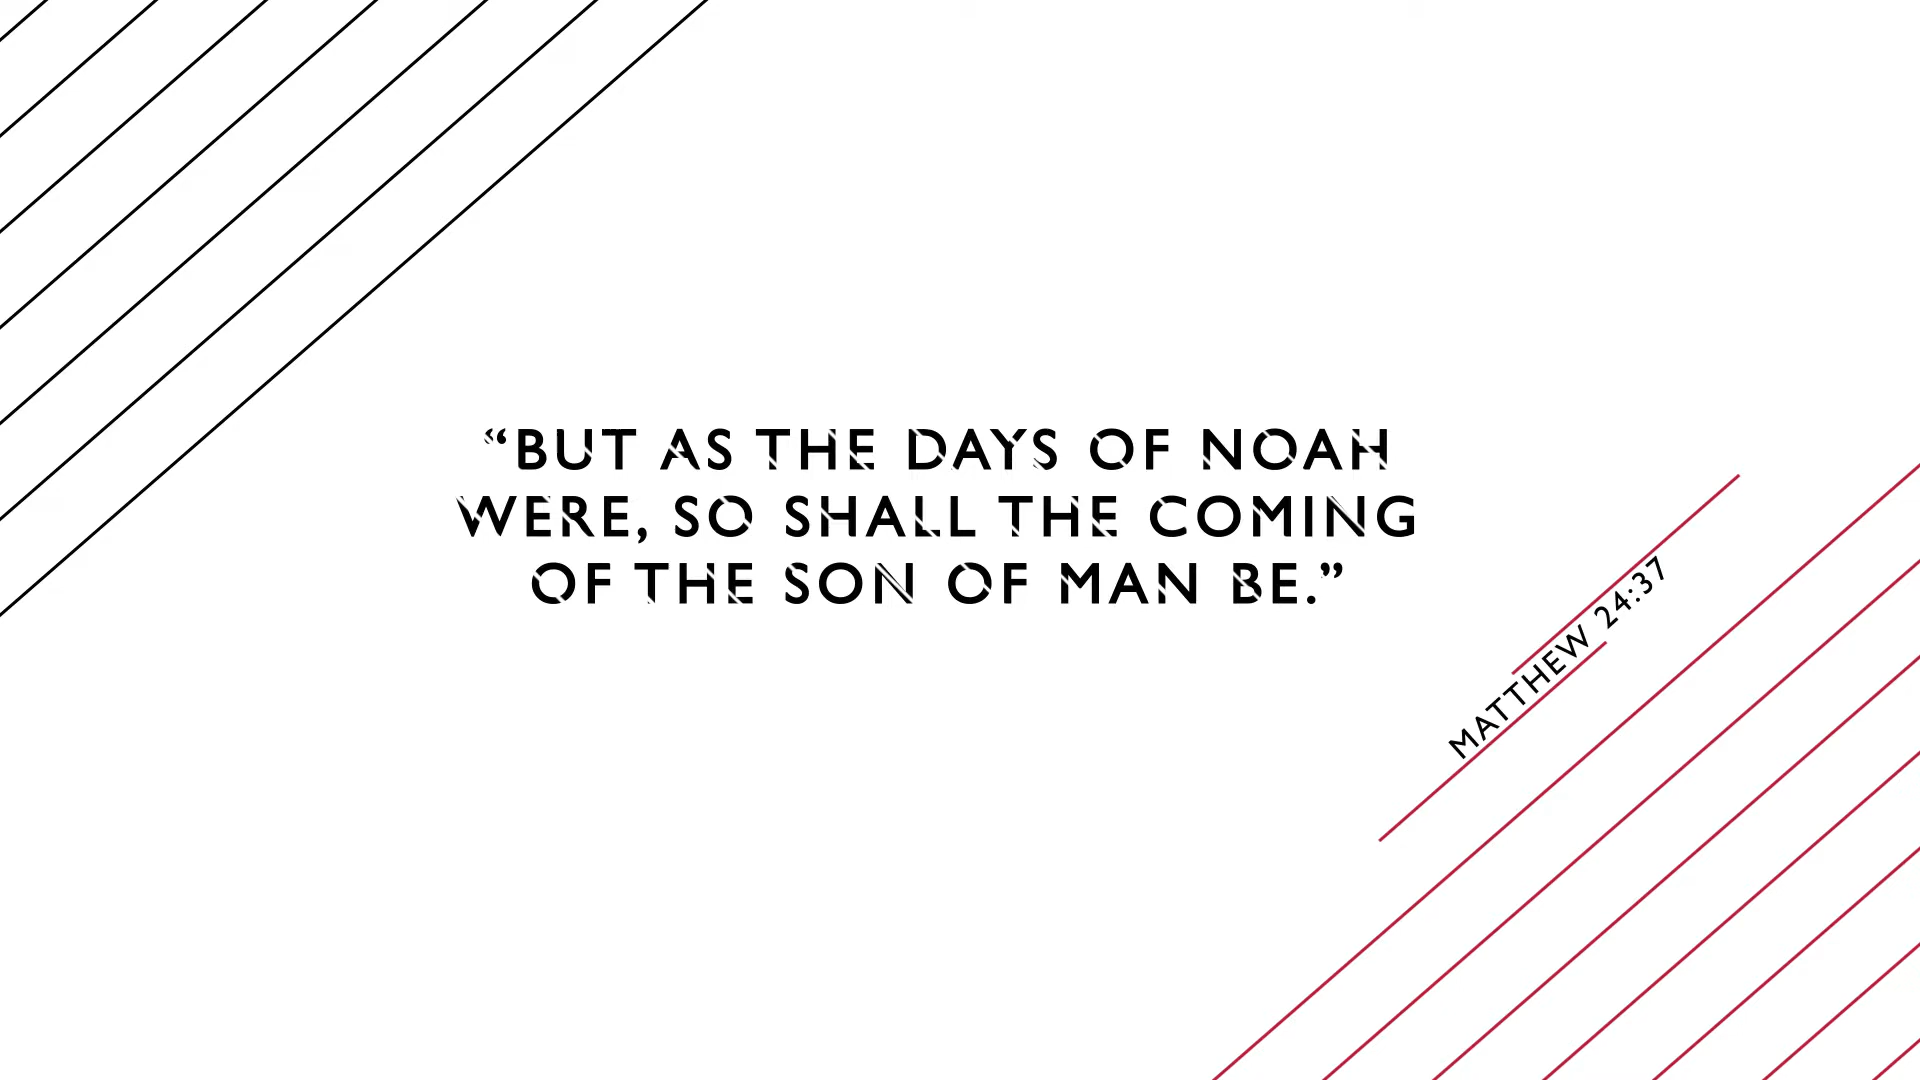 “BUT AS THE DAYS OF NOAH
WERE, SO SHALL THE COMING
OF THE SON OF MAN BE.”
MATTHEW 24:37